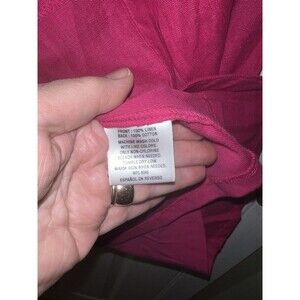 FRONT: 100% LINEN
BACK: 100% COTTON
MACHINE WASH COLD
WITH LIKE COLORS
ONLY NON-CHLORINE
BLEACH WHEN NEEDED
TUMBLE DRY LOW
WARM IRON WHEN NEEDED
ESPAÑOL EN REVERSO